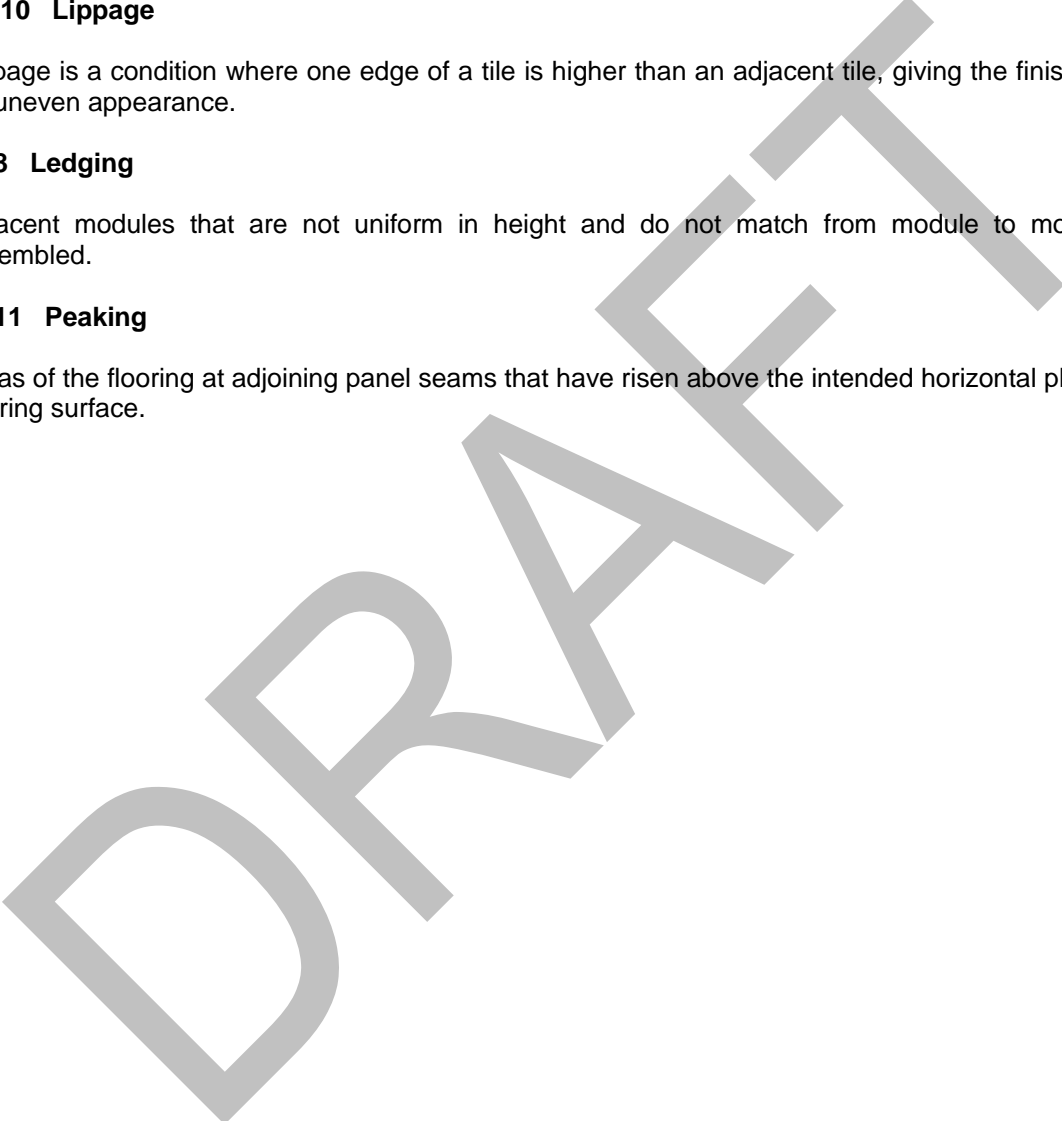 10 Lippage
page is a condition where one edge of a tile is higher than an adjacent tile, giving the finis
uneven appearance.
8 Ledging
acent modules that are not uniform in height and do not match from module to mo
embled.
11 Peaking
as of the flooring at adjoining panel seams that have risen above the intended horizontal pl
ring surface.
DRAFT